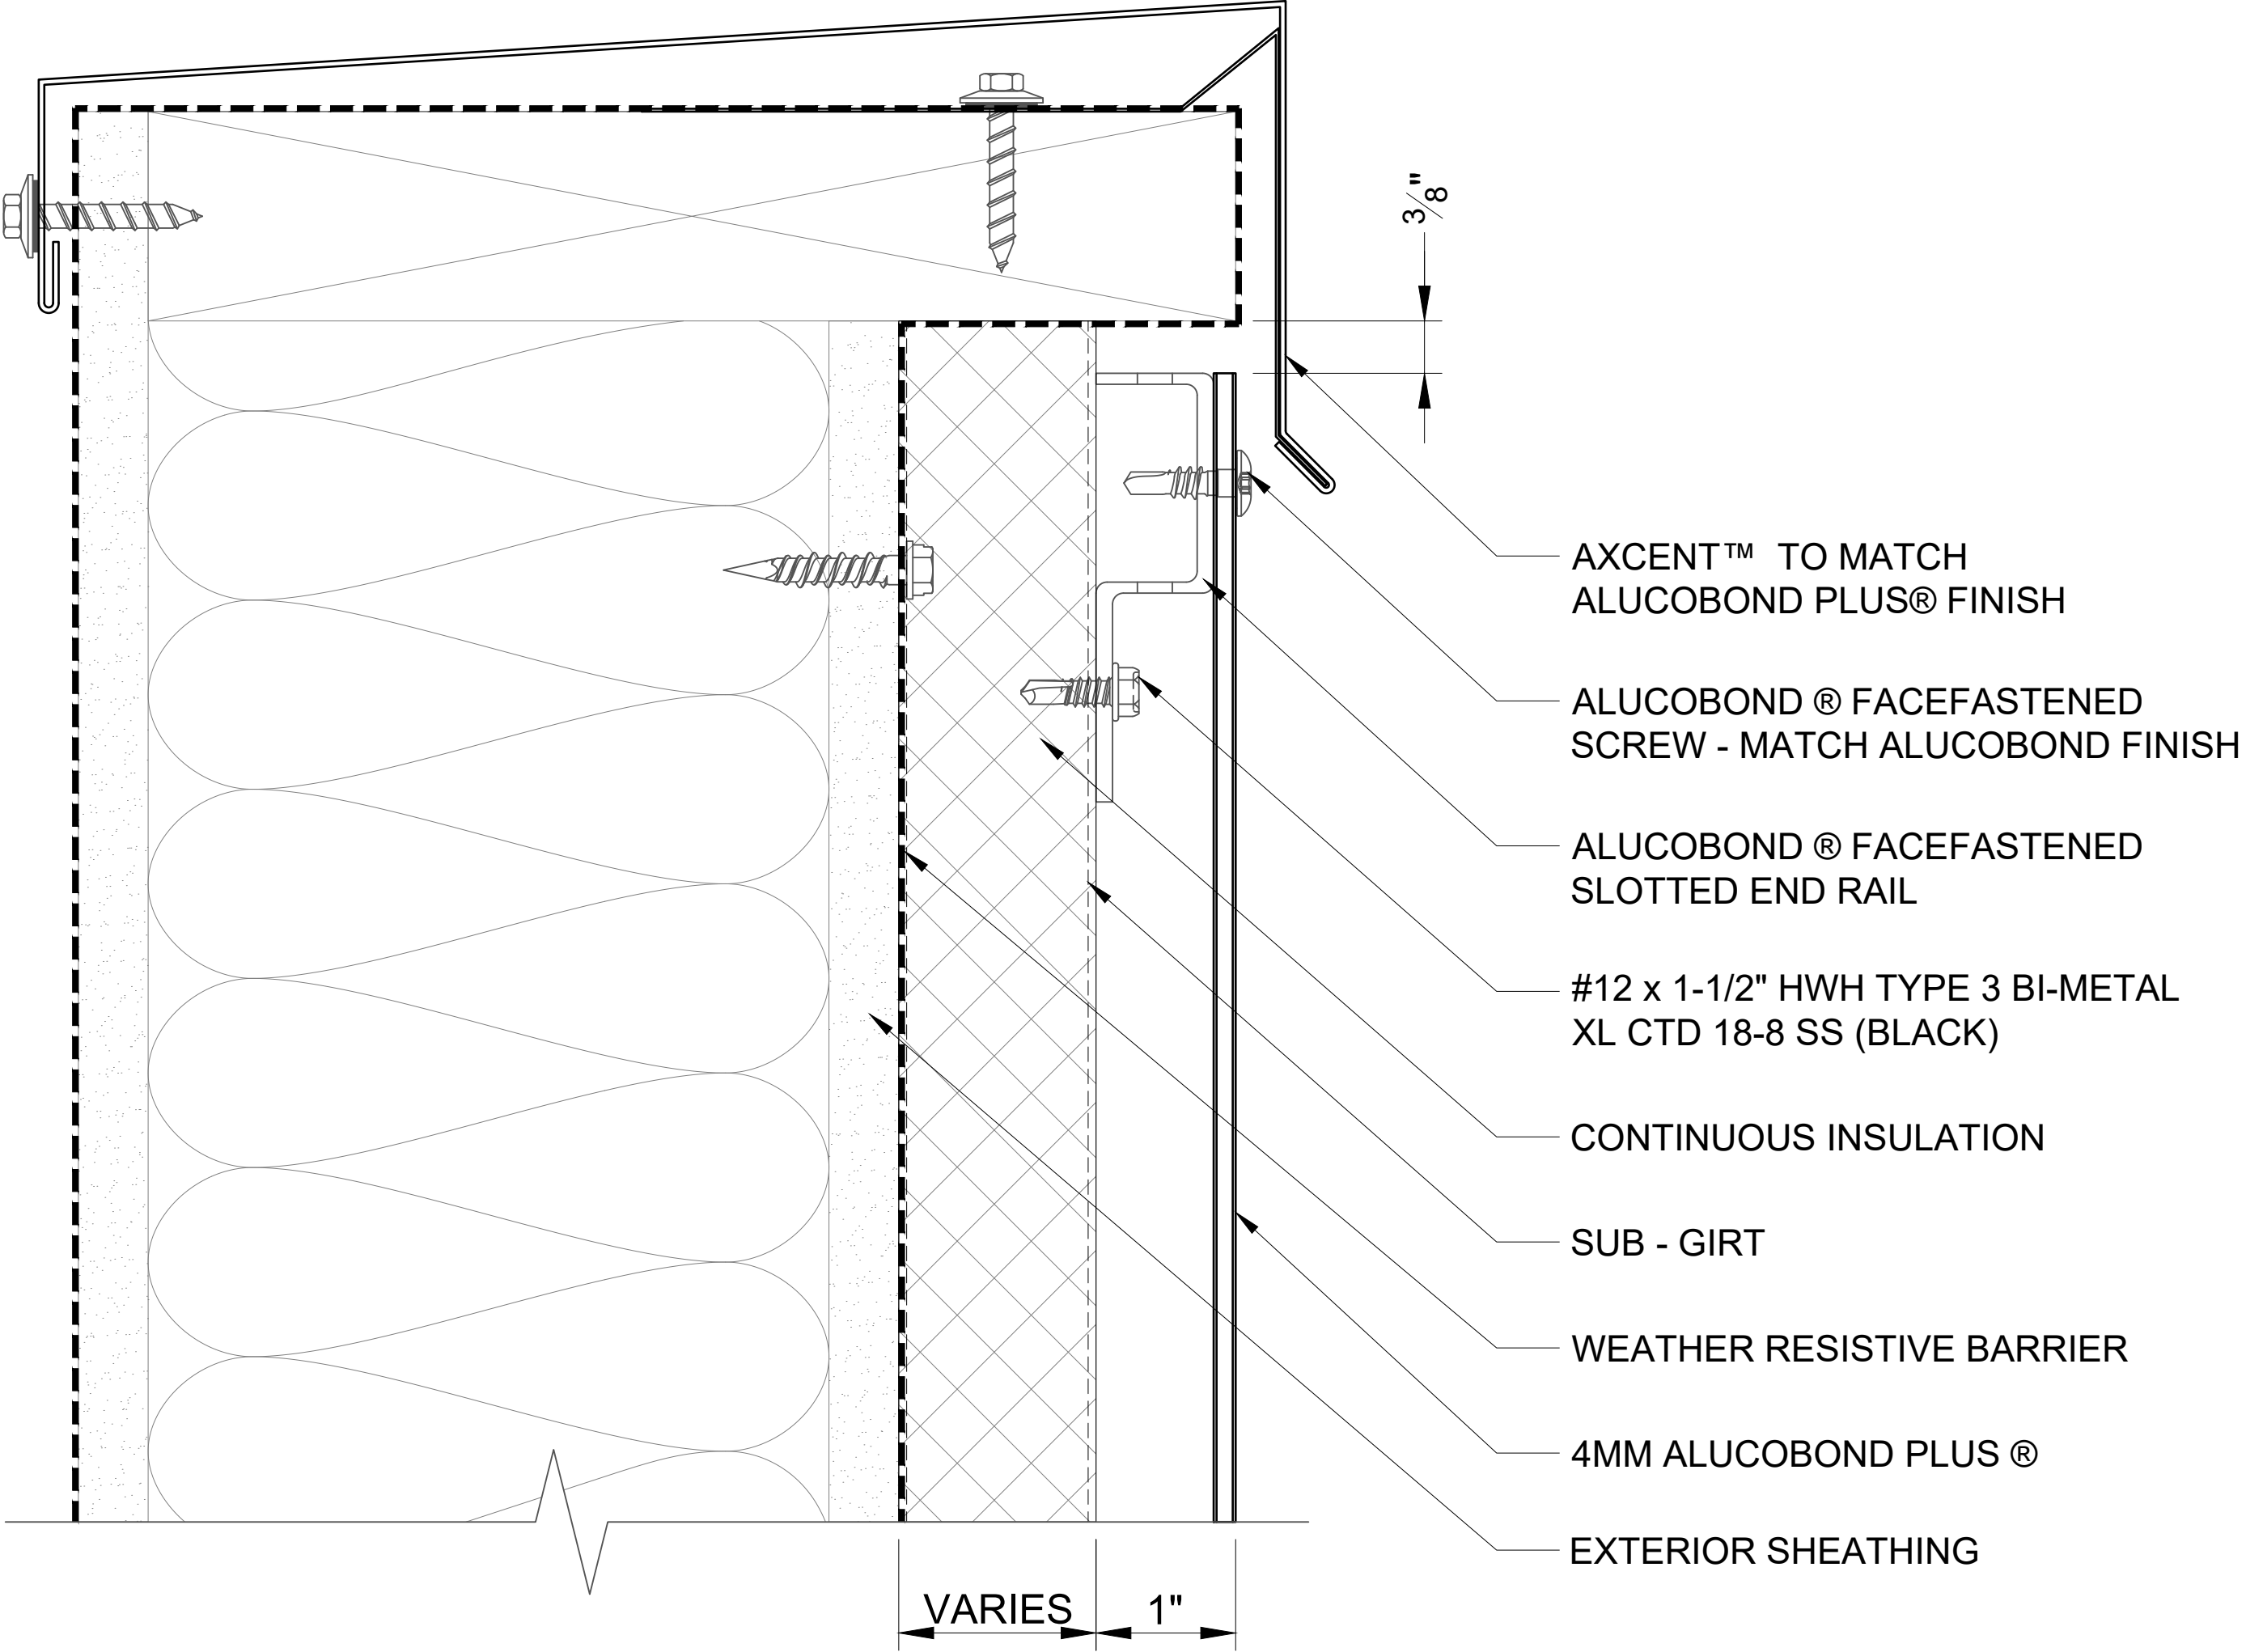 3/8"
AXCENT™ TO MATCH
ALUCOBOND PLUS® FINISH
ALUCOBOND ® FACEFASTENED
SCREW - MATCH ALUCOBOND FINISH
ALUCOBOND ® FACEFASTENED
SLOTTED END RAIL
#12 x 1-1/2" HWH TYPE 3 BI-METAL
XL CTD 18-8 SS (BLACK)
CONTINUOUS INSULATION
SUB - GIRT
WEATHER RESISTIVE BARRIER
4MM ALUCOBOND PLUS ®
EXTERIOR SHEATHING
VARIES
1"